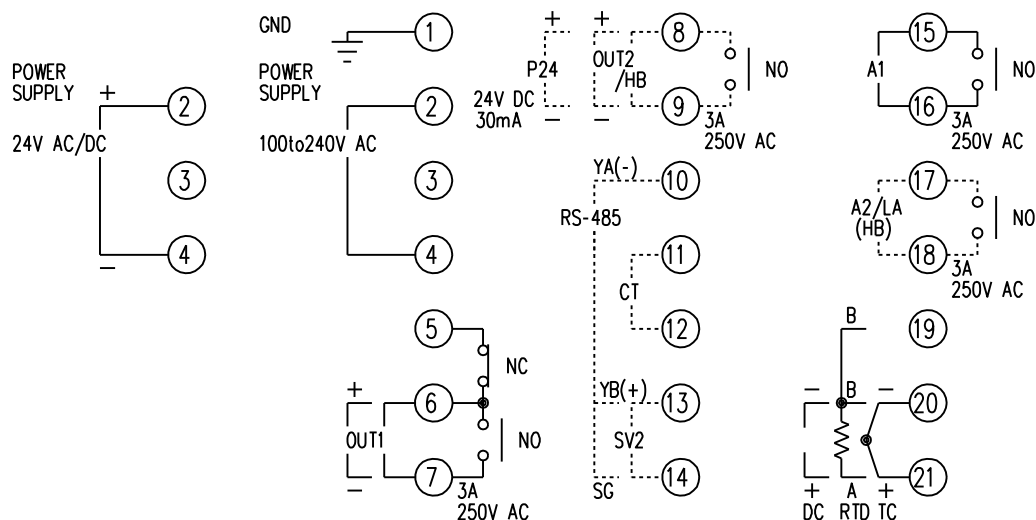 POWER
SUPPLY
+
2
24V AC/DC
3
4
−
GND
1
POWER
SUPPLY
2
100to240V AC
3
4
5
NC
+
6
OUT1
NO
−
7
3A
250V AC
+
+
8
P24
OUT2
/HB
NO
24V DC
30mA
−
−
9
3A
250V AC
YA(-)
10
RS-485
11
CT
12
YB(+)
13
SV2
14
SG
15
A1
NO
16
3A
250V AC
17
A2/LA
(HB)
NO
18
3A
250V AC
B
19
−
B
−
20
21
+
A
+
DC
RTD
TC